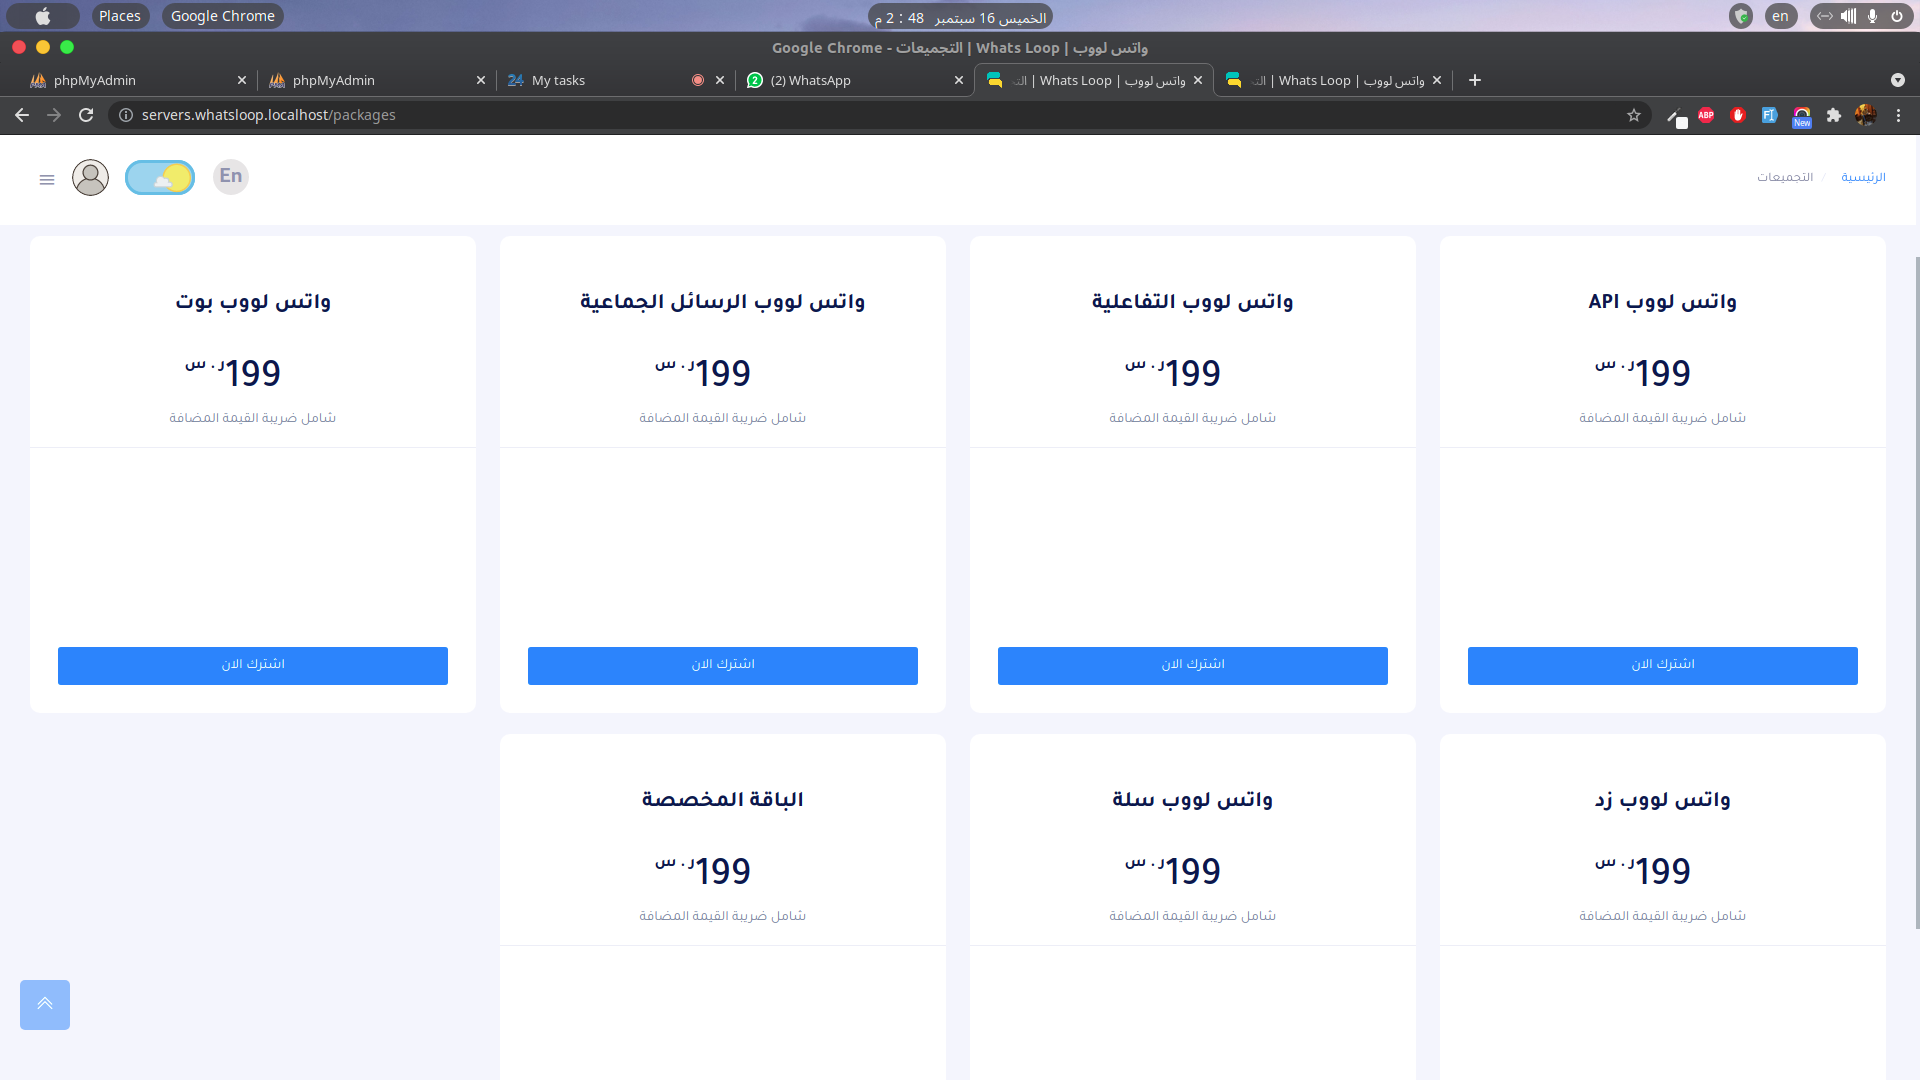 Places
Google Chrome
الخميس 16 سبتمبر 2 : 48 م
en
واتس لووب | Whats Loop | التجميعات - Google Chrome
phpMyAdmin
phpMyAdmin
24 My tasks
(2) WhatsApp
واتس لووب | Whats Loop | الت
واتس لووب | Whats Loop | الت
servers.whatsloop.localhost/packages
ABP
New
En
الرئيسية / التجميعات
واتس لووب API
199ر . س
شامل ضريبة القيمة المضافة
اشترك الان
واتس لووب التفاعلية
199ر . س
شامل ضريبة القيمة المضافة
اشترك الان
واتس لووب الرسائل الجماعية
199ر . س
شامل ضريبة القيمة المضافة
اشترك الان
واتس لووب بوت
199ر . س
شامل ضريبة القيمة المضافة
اشترك الان
واتس لووب زد
199ر . س
شامل ضريبة القيمة المضافة
واتس لووب سلة
199ر . س
شامل ضريبة القيمة المضافة
الباقة المخصصة
199ر . س
شامل ضريبة القيمة المضافة